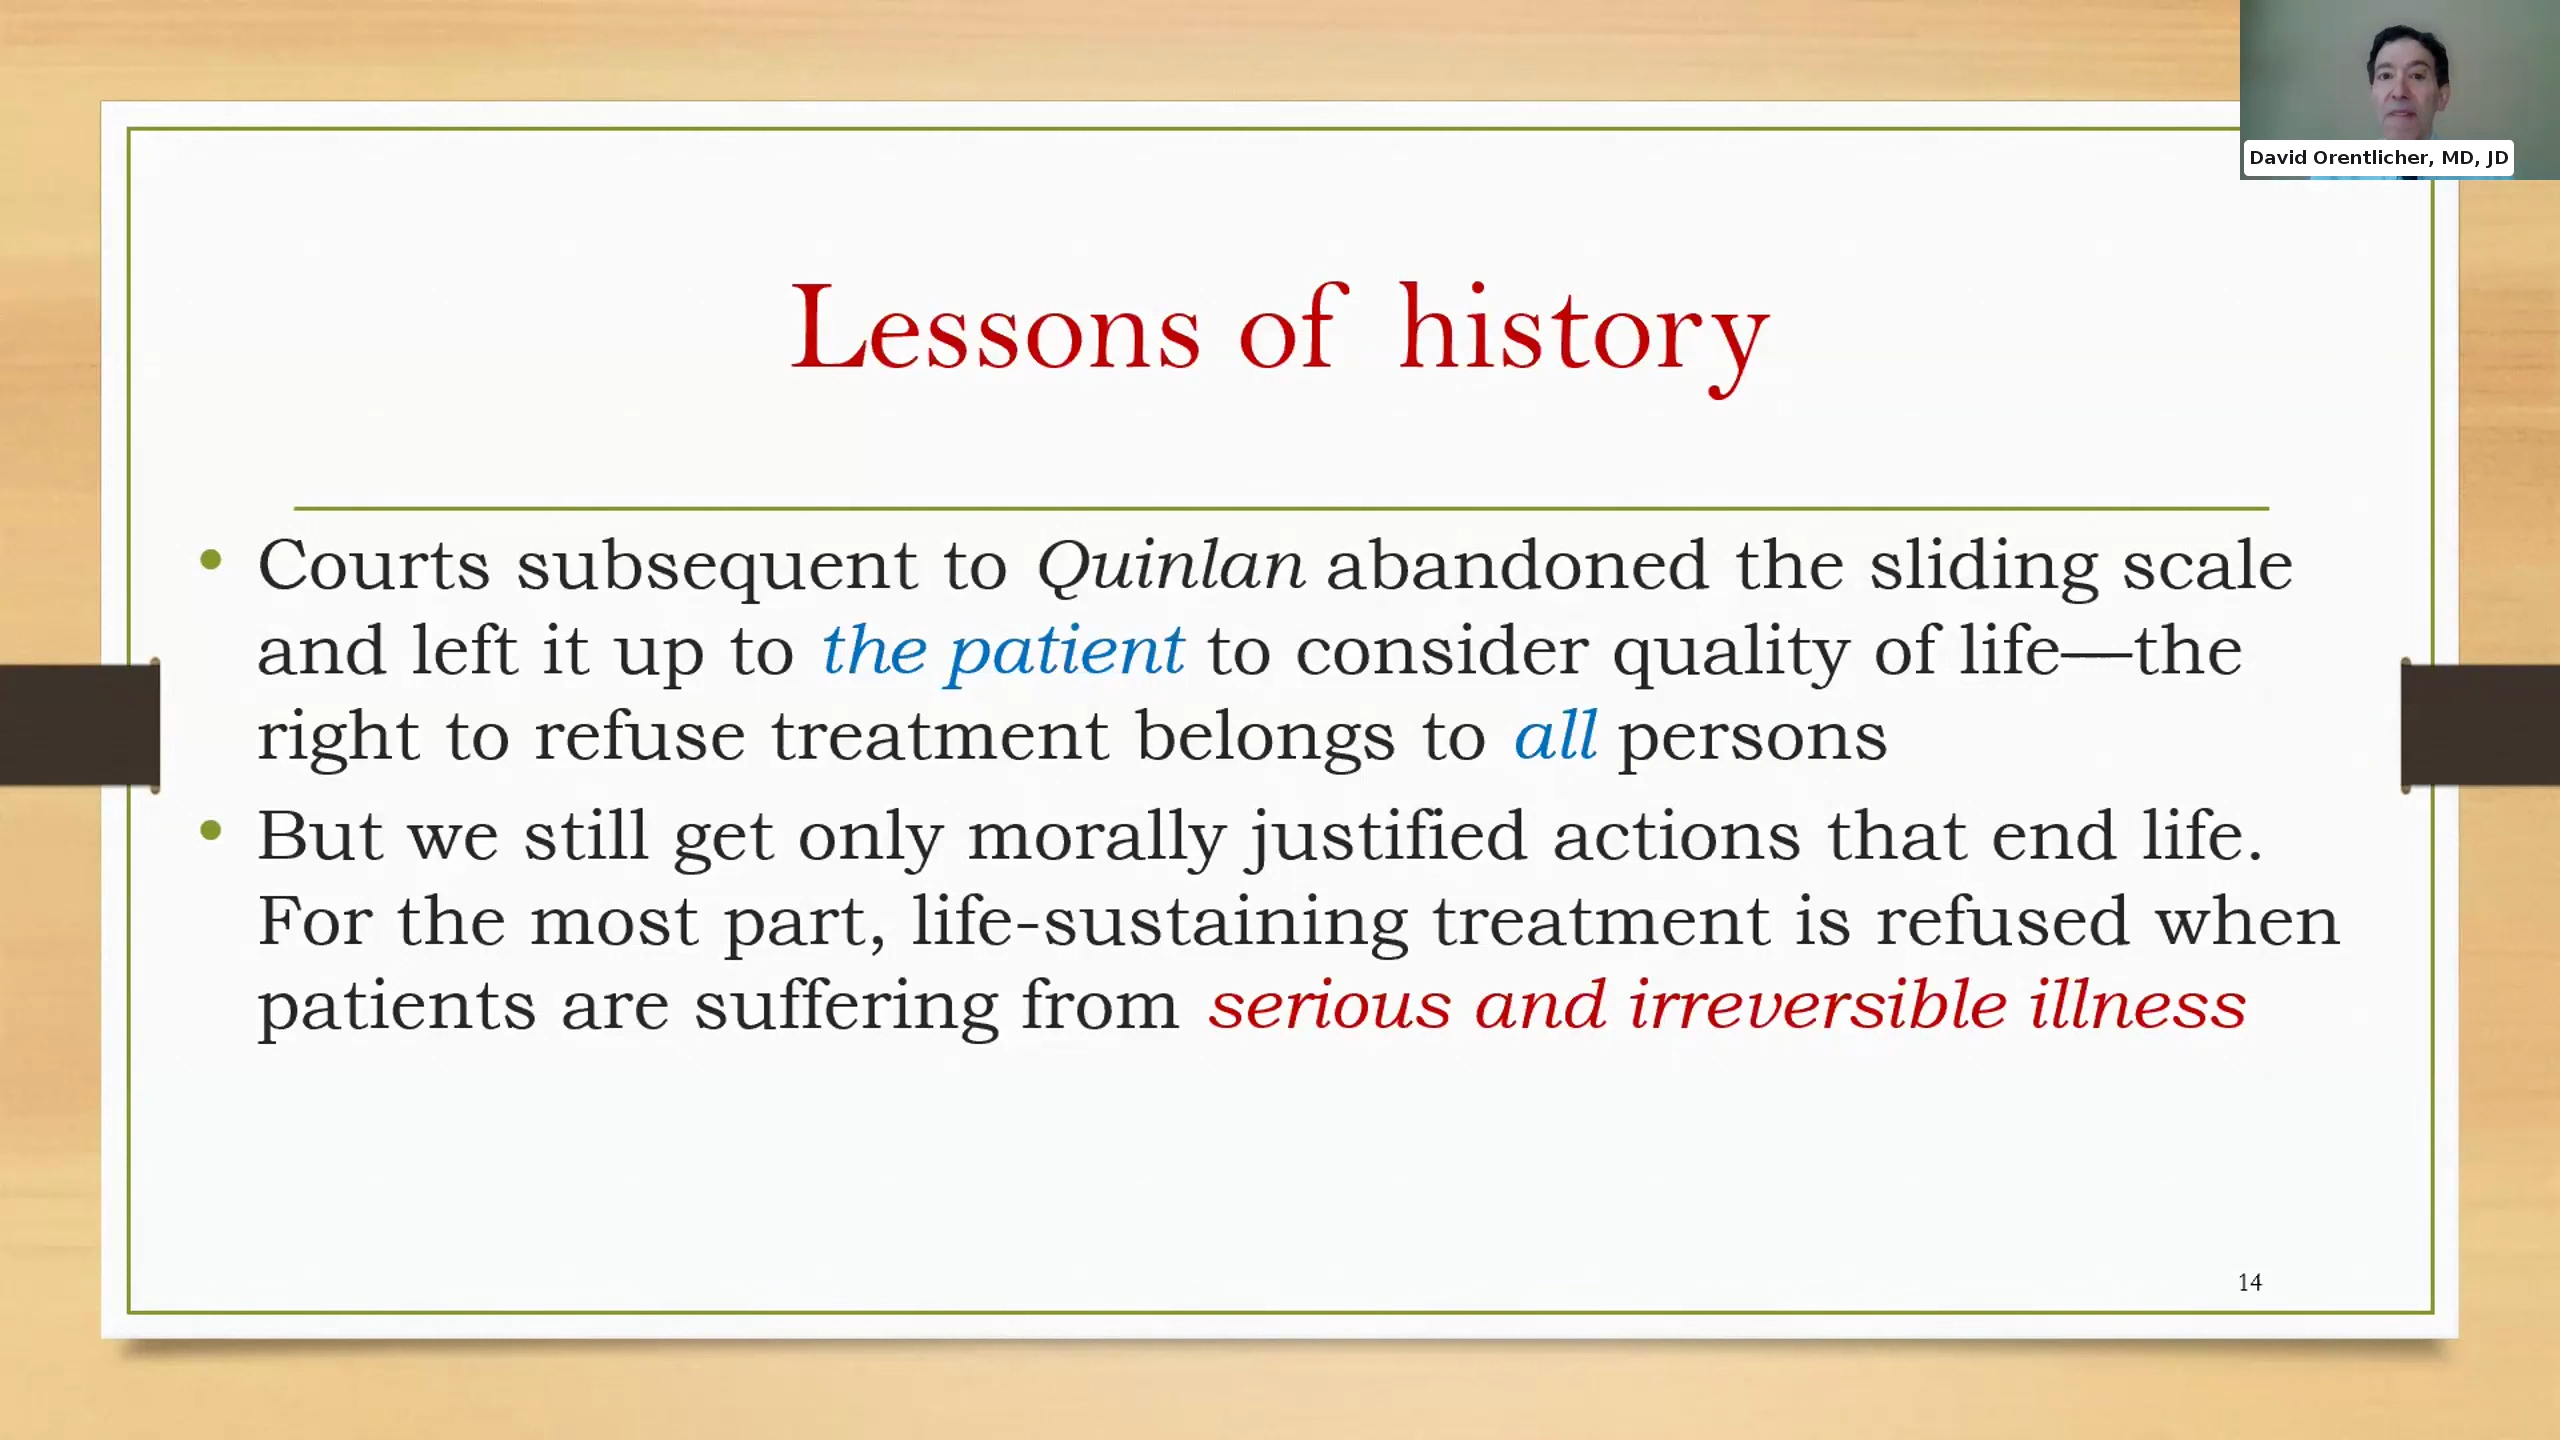 David Orentlicher, MD, JD
Lessons of history
• Courts subsequent to Quinlan abandoned the sliding scale
and left it up to the patient to consider quality of life—the
right to refuse treatment belongs to all persons
• But we still get only morally justified actions that end life.
For the most part, life-sustaining treatment is refused when
patients are suffering from serious and irreversible illness
14